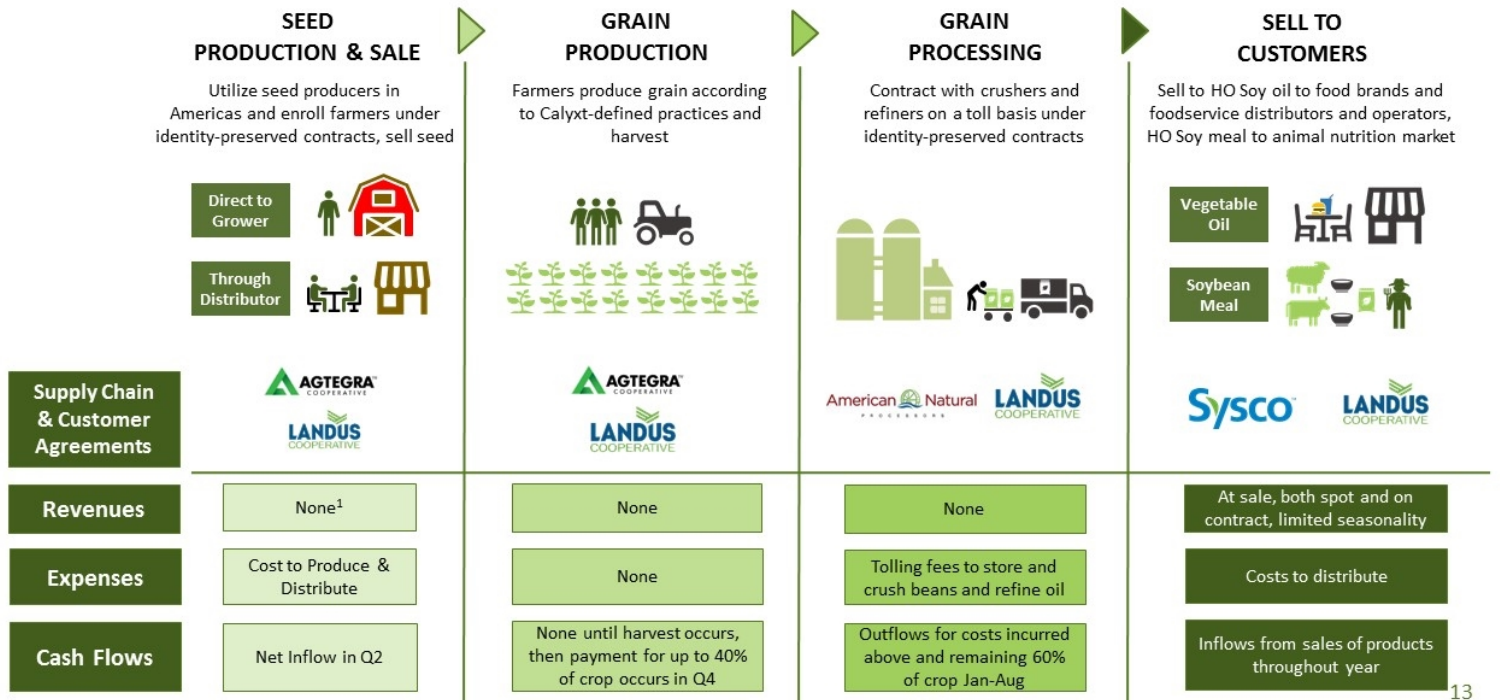 SEED
PRODUCTION & SALE
Utilize seed producers in
Americas and enroll farmers under
identity-preserved contracts, sell seed
Direct to
Grower
Through
Distributor
GRAIN
PRODUCTION
Farmers produce grain according
to Calyxt-defined practices and
harvest
GRAIN
PROCESSING
Contract with crushers and
refiners on a toll basis under
identity-preserved contracts
SELL TO
CUSTOMERS
Sell to HO Soy oil to food brands and
foodservice distributors and operators,
HO Soy meal to animal nutrition market
Vegetable
Oil
Soybean
Meal
Supply Chain
& Customer
Agreements
AGTEGRA™
COOPERATIVE
LANDUS
COOPERATIVE
AGTEGRA™
COOPERATIVE
LANDUS
COOPERATIVE
American Natural
PROCESSORS
LANDUS
COOPERATIVE
Sysco™
LANDUS
COOPERATIVE
Revenues
None¹
None
None
At sale, both spot and on
contract, limited seasonality
Expenses
Cost to Produce &
Distribute
None
Tolling fees to store and
crush beans and refine oil
Costs to distribute
Cash Flows
Net Inflow in Q2
None until harvest occurs,
then payment for up to 40%
of crop occurs in Q4
Outflows for costs incurred
above and remaining 60%
of crop Jan-Aug
Inflows from sales of products
throughout year
13